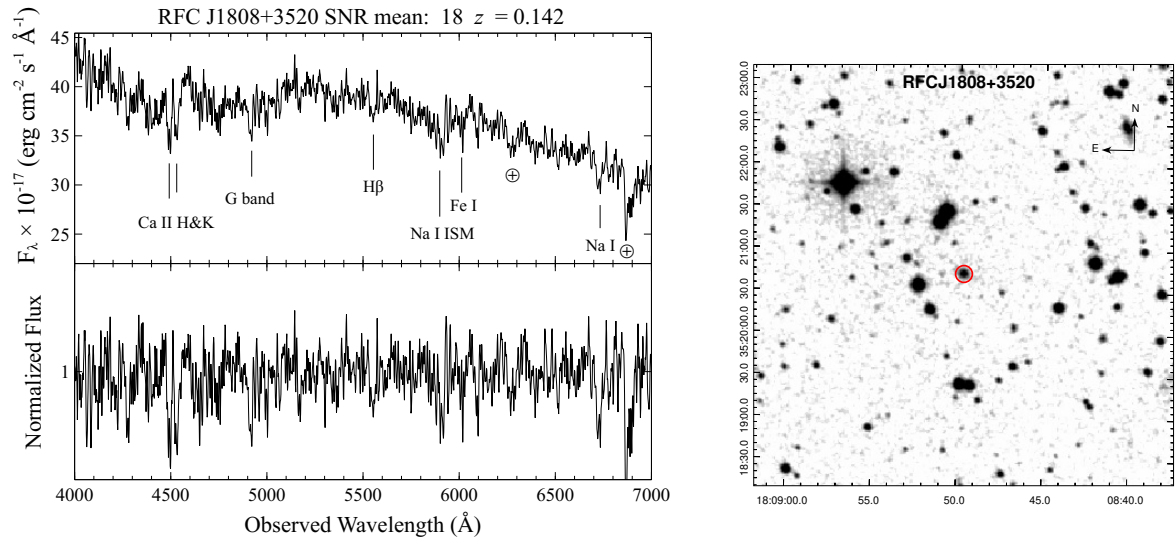 RFC J1808+3520 SNR mean: 18 z = 0.142
45
40
35
30
25
F_λ × 10⁻¹⁷ (erg cm⁻² s⁻¹ Å⁻¹)
Ca II H&K
G band
Hβ
Na I ISM
Fe I
⊕
Na I
⊕
1
Normalized Flux
4000 4500 5000 5500 6000 6500 7000
Observed Wavelength (Å)
RFCJ1808+3520
N
E
23:00.0
30.0
22:00.0
30.0
21:00.0
30.0
35:20:00.0
30.0
19:00.0
18:30.0
18:09:00.0 55.0 50.0 45.0 08:40.0